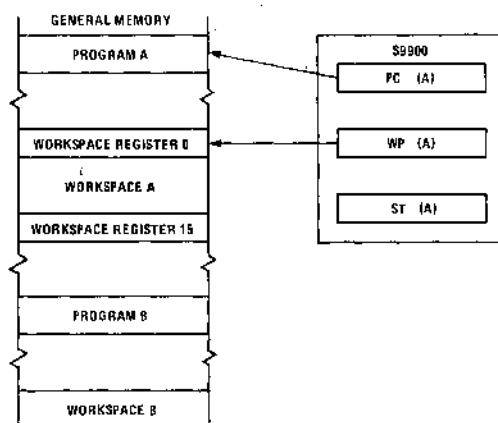 GENERAL MEMORY
PROGRAM A
WORKSPACE REGISTER 0
WORKSPACE A
WORKSPACE REGISTER 15
PROGRAM B
WORKSPACE B
S9900
PC (A)
WP (A)
ST (A)